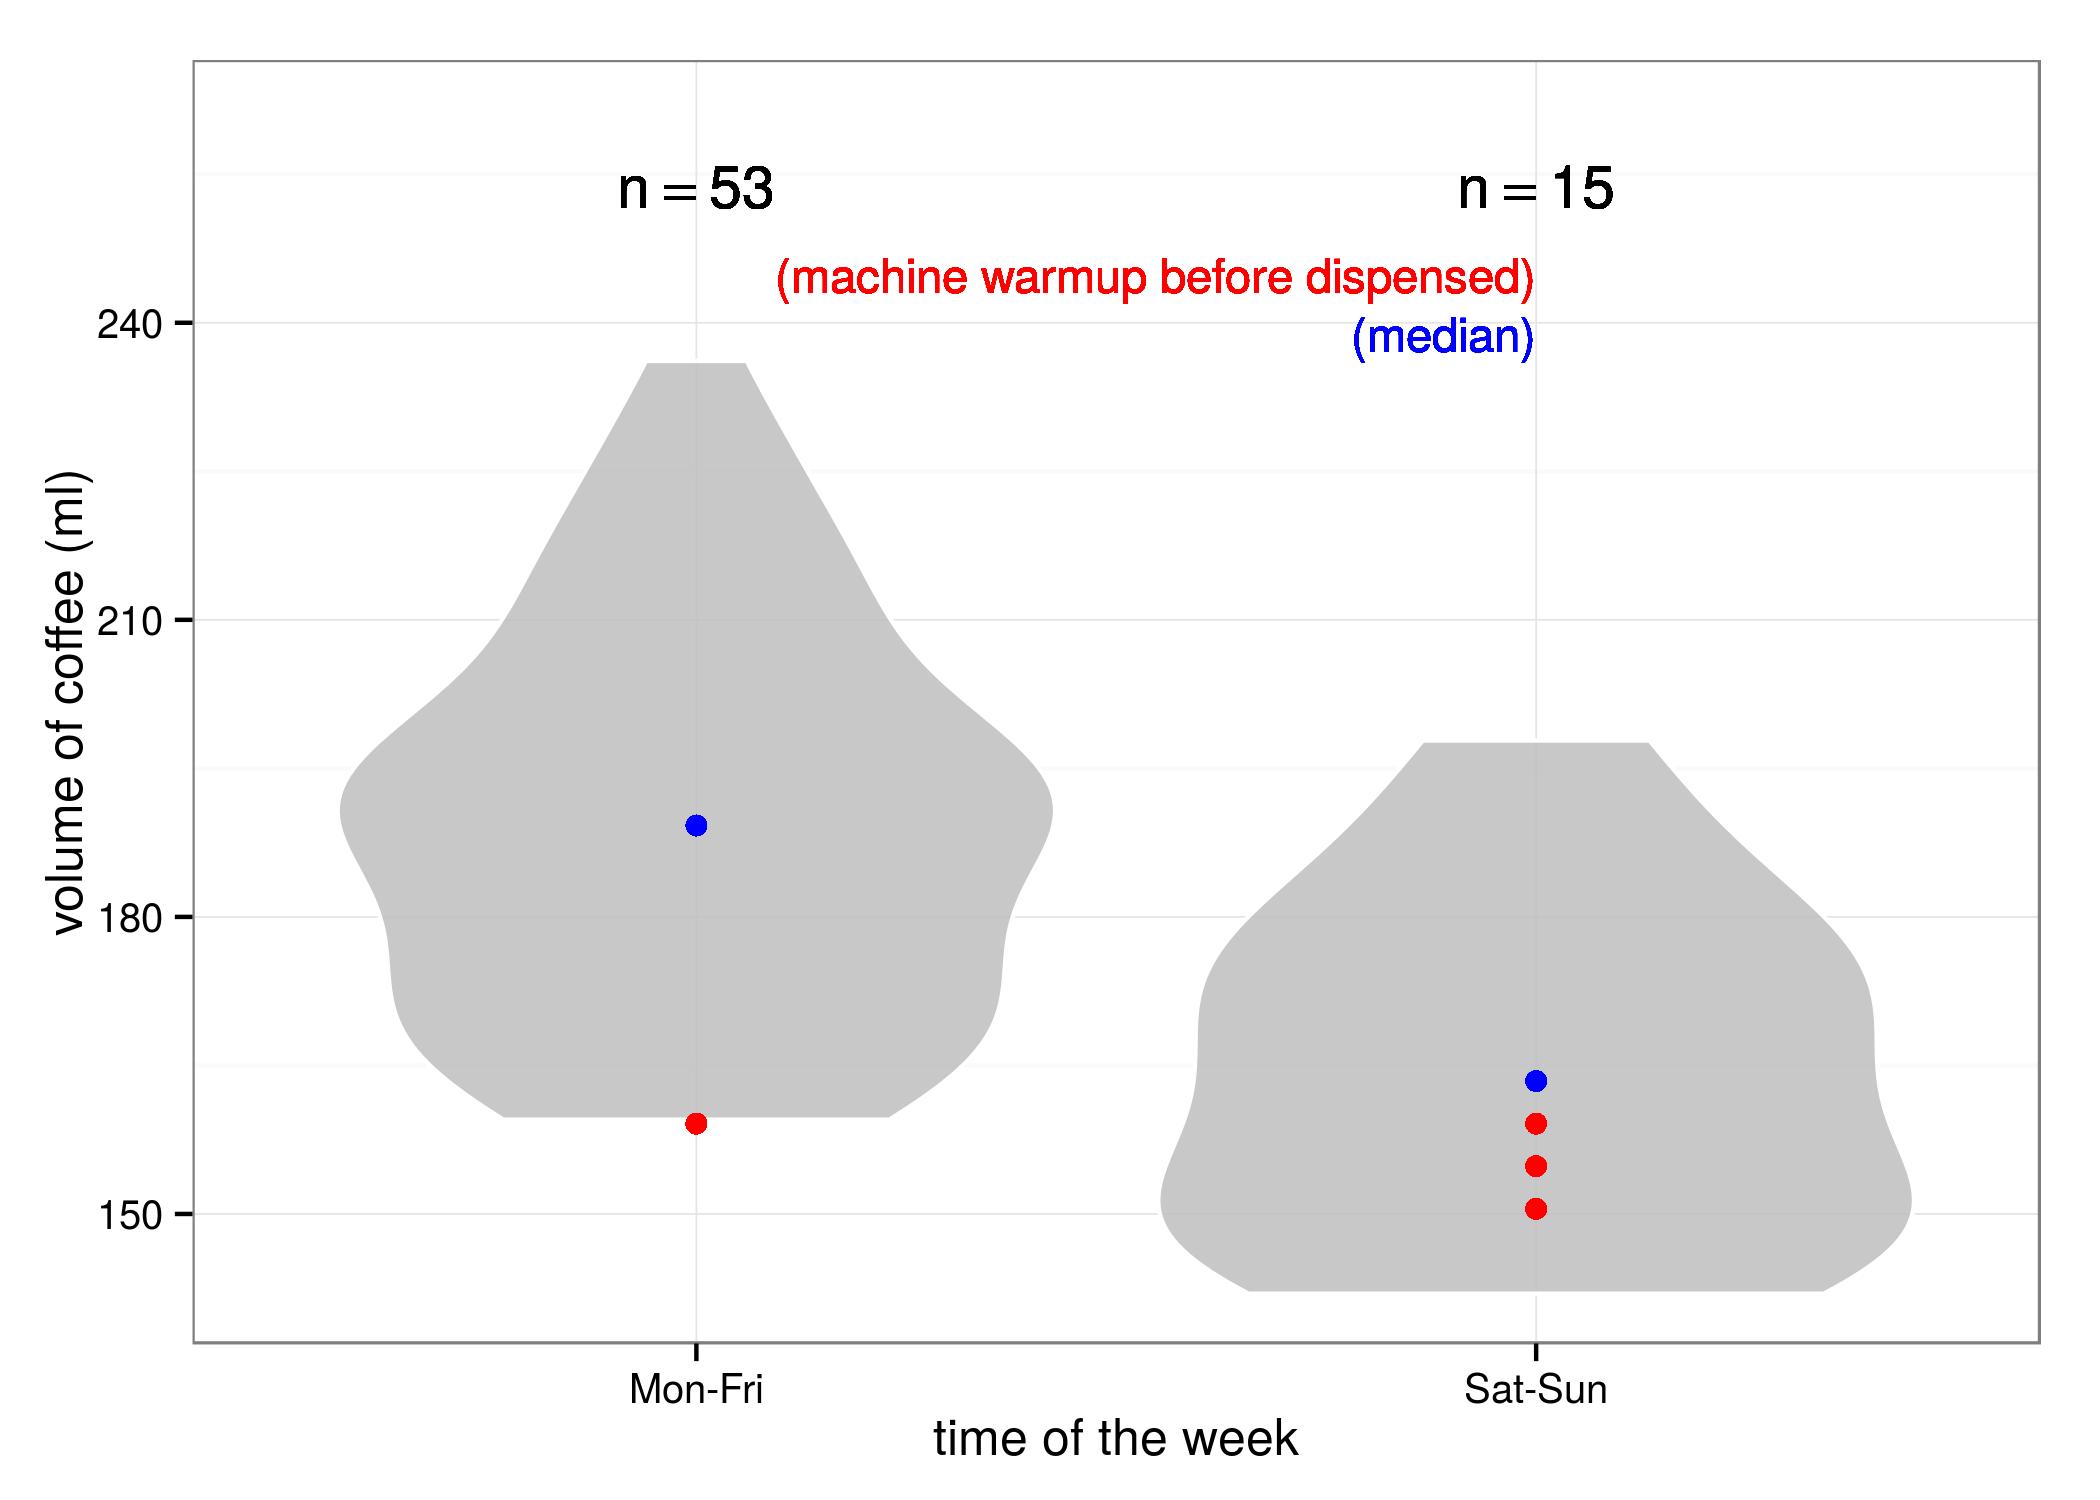 n = 53
n = 15
(machine warmup before dispensed)
(median)
volume of coffee (ml)
240
210
180
150
Mon-Fri
Sat-Sun
time of the week